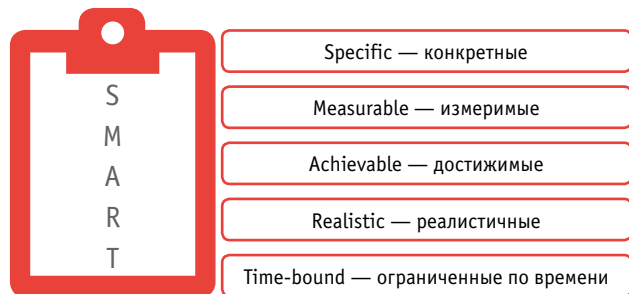 S
M
A
R
T
Specific — конкретные
Measurable — измеримые
Achievable — достижимые
Realistic — реалистичные
Time-bound — ограниченные по времени